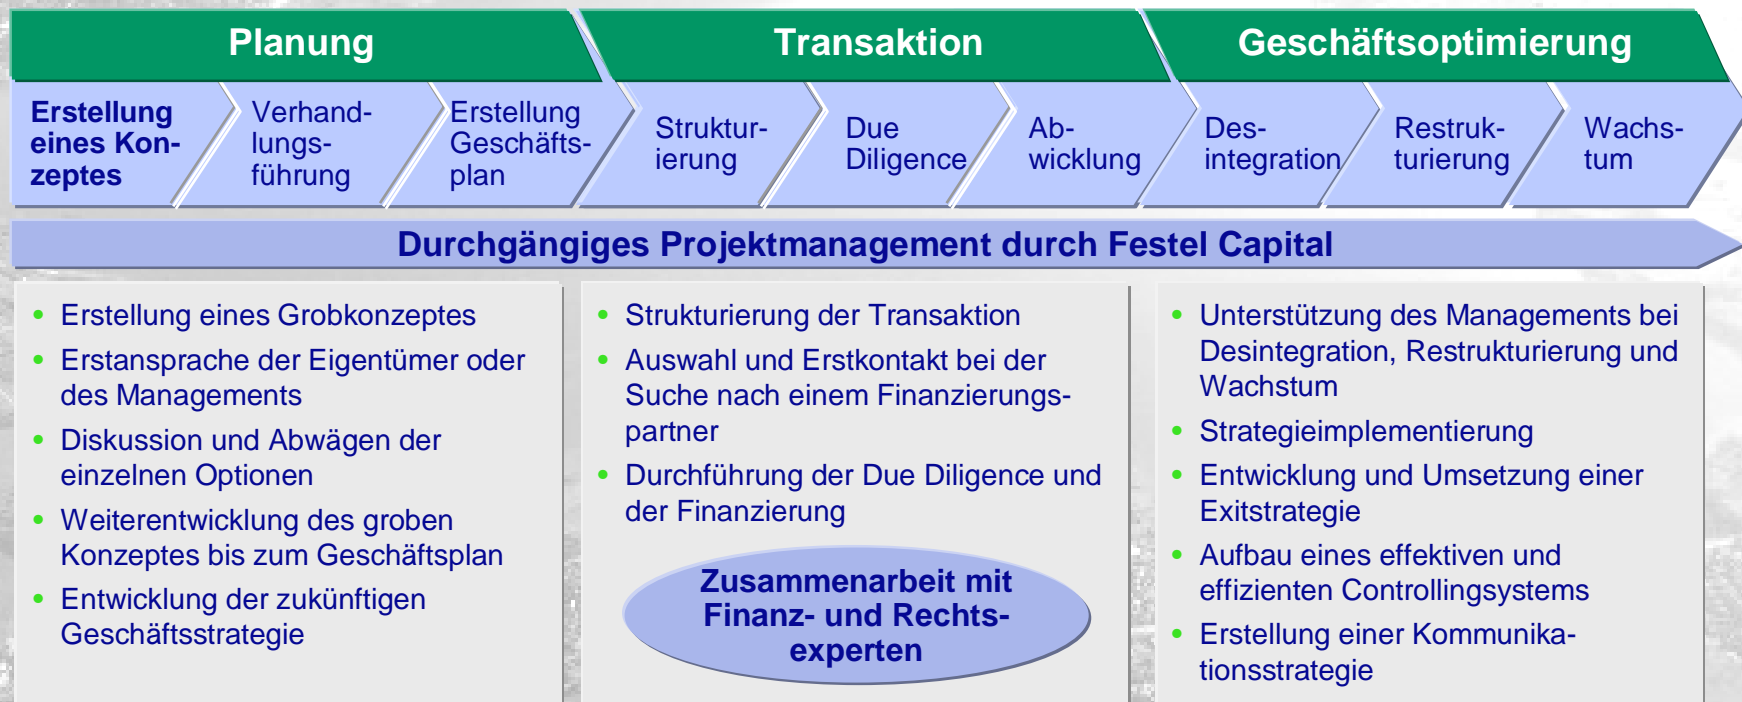 Planung
Transaktion
Geschäftsoptimierung
Erstellung
eines Kon-
zeptes
Verhand-
lungs-
führung
Erstellung
Geschäfts-
plan
Struktur-
ierung
Due
Diligence
Ab-
wicklung
Des-
integration
Restruk-
turierung
Wachs-
tum
Durchgängiges Projektmanagement durch Festel Capital
• Erstellung eines Grobkonzeptes
• Erstansprache der Eigentümer oder
des Managements
• Diskussion und Abwägen der
einzelnen Optionen
• Weiterentwicklung des groben
Konzeptes bis zum Geschäftsplan
• Entwicklung der zukünftigen
Geschäftsstrategie
• Strukturierung der Transaktion
• Auswahl und Erstkontakt bei der
Suche nach einem Finanzierungs-
partner
• Durchführung der Due Diligence und
der Finanzierung
Zusammenarbeit mit
Finanz- und Rechts-
experten
• Unterstützung des Managements bei
Desintegration, Restrukturierung und
Wachstum
• Strategieimplementierung
• Entwicklung und Umsetzung einer
Exitstrategie
• Aufbau eines effektiven und
effizienten Controllingsystems
• Erstellung einer Kommunika-
tionsstrategie